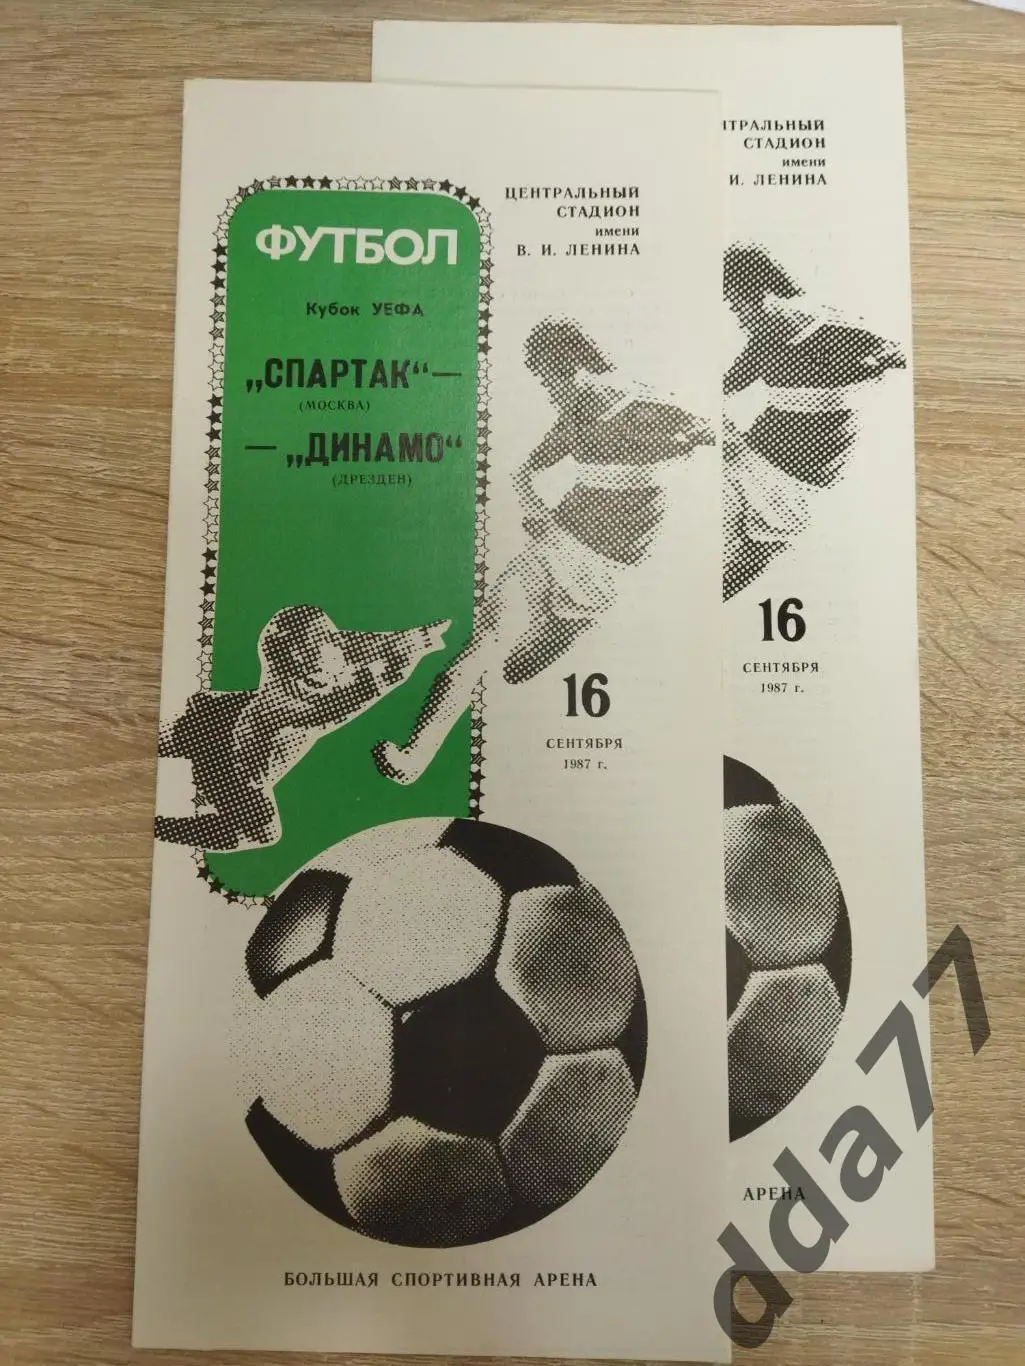 ЦЕНТРАЛЬНЫЙ
СТАДИОН
имени
В. И. ЛЕНИНА
ФУТБОЛ
Кубок УЕФА
„СПАРТАК“—
(МОСКВА)
— „ДИНАМО“
(ДРЕЗДЕН)
16
СЕНТЯБРЯ
1987 г.
БОЛЬШАЯ СПОРТИВНАЯ АРЕНА
НТРАЛЬНЫЙ
СТАДИОН
имени
И. ЛЕНИНА
16
СЕНТЯБРЯ
1987 г.
АРЕНА
dda77